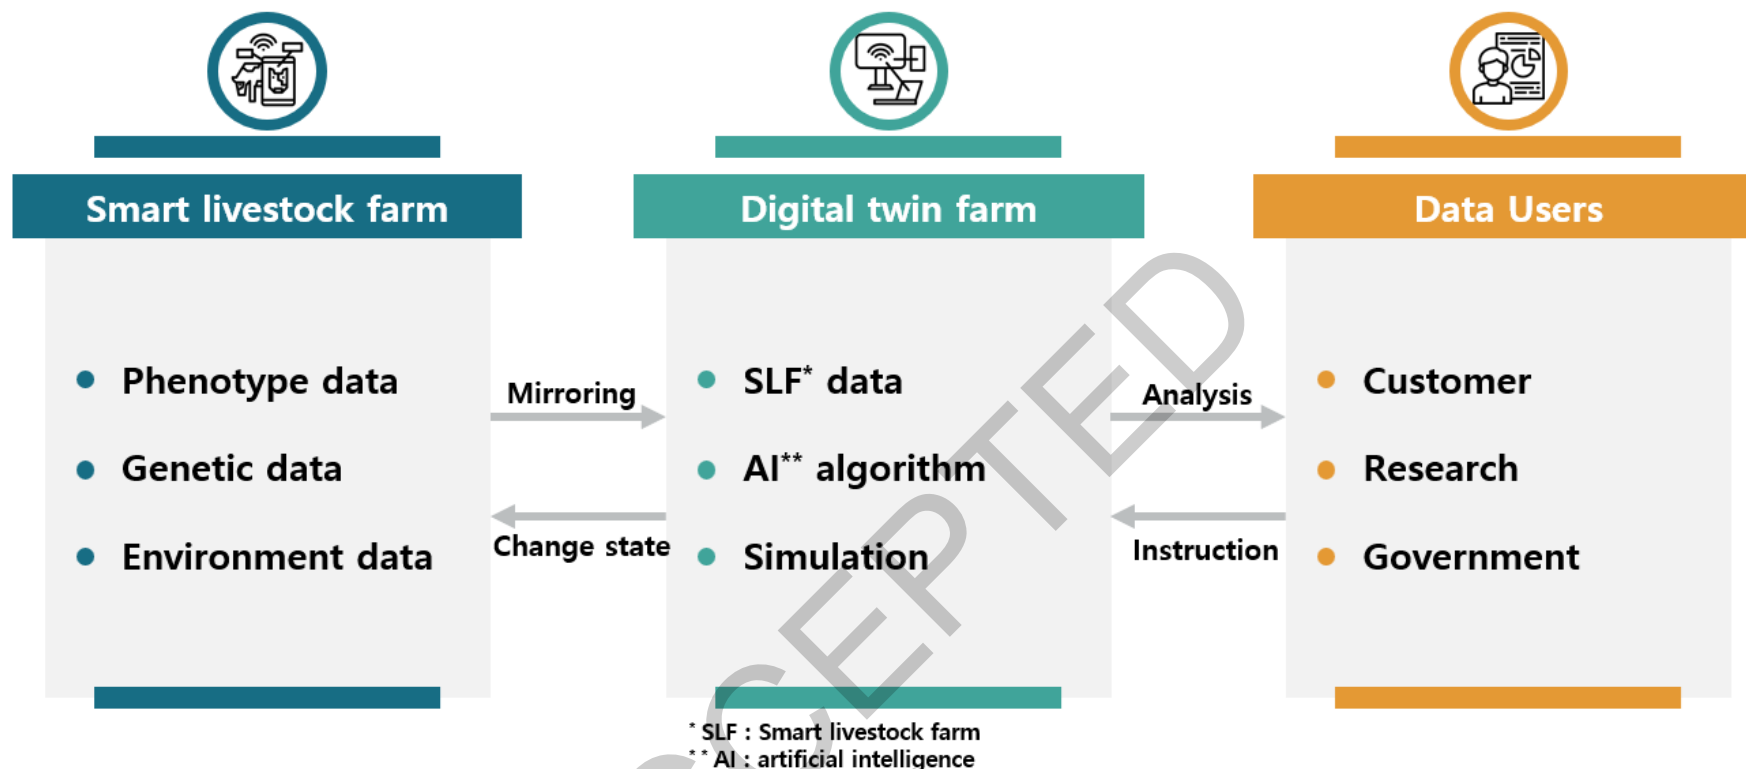 Smart livestock farm
Phenotype data
Genetic data
Environment data
Mirroring
Change state
Digital twin farm
SLF* data
AI** algorithm
Simulation
Analysis
Instruction
Data Users
Customer
Research
Government
* SLF : Smart livestock farm
** AI : artificial intelligence
CCEPTED